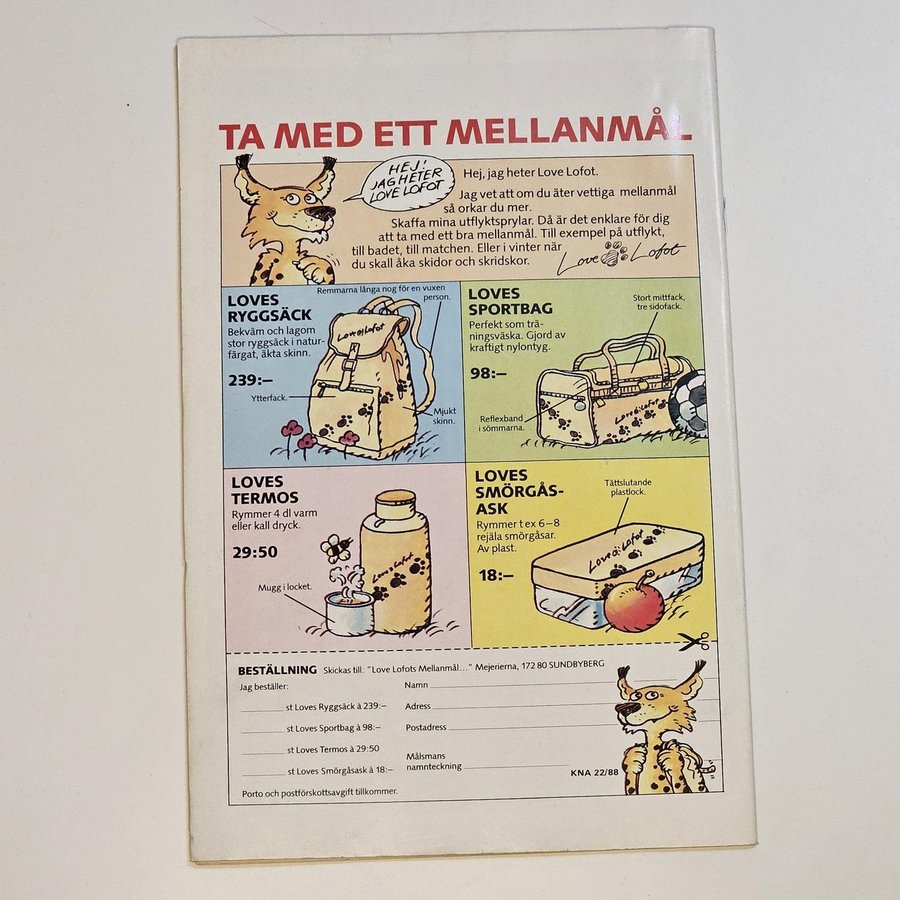 TA MED ETT MELLANMÅL
HEJ!
JAG HETER
LOVE LOFOT
Hej, jag heter Love Lofot.
Jag vet att om du äter vettiga mellanmål
så orkar du mer.
Skaffa mina utflyktsprylar. Då är det enklare för dig
att ta med ett bra mellanmål. Till exempel på utflykt,
till badet, till matchen. Eller i vinter när
du skall åka skidor och skridskor.
Love Lofot
LOVES
RYGGSÄCK
Bekväm och lagom
stor ryggsäck i natur-
färgat, äkta skinn.
239:–
Remmarna långa nog för en vuxen
person.
Love Lofot
Ytterfack.
Mjukt
skinn.
LOVES
SPORTBAG
Perfekt som trä-
ningsväska. Gjord av
kraftigt nylontyg.
98:–
Stort mittfack,
tre sidofack.
Love Lofot
Reflexband
i sömmarna.
LOVES
TERMOS
Rymmer 4 dl varm
eller kall dryck.
29:50
Love Lofot
Mugg i locket.
LOVES
SMÖRGÅS-
ASK
Rymmer t ex 6–8
rejäla smörgåsar.
Av plast.
18:–
Tättslutande
plastlock.
Love Lofot
BESTÄLLNING Skickas till: "Love Lofots Mellanmål..." Mejerierna, 172 80 SUNDBYBERG
Jag beställer:
st Loves Ryggsäck à 239:–
st Loves Sportbag à 98:–
st Loves Termos à 29:50
st Loves Smörgåsask à 18:–
Porto och postförskottsavgift tillkommer.
Namn
Adress
Postadress
Målsmans
namnteckning
KNA 22/88